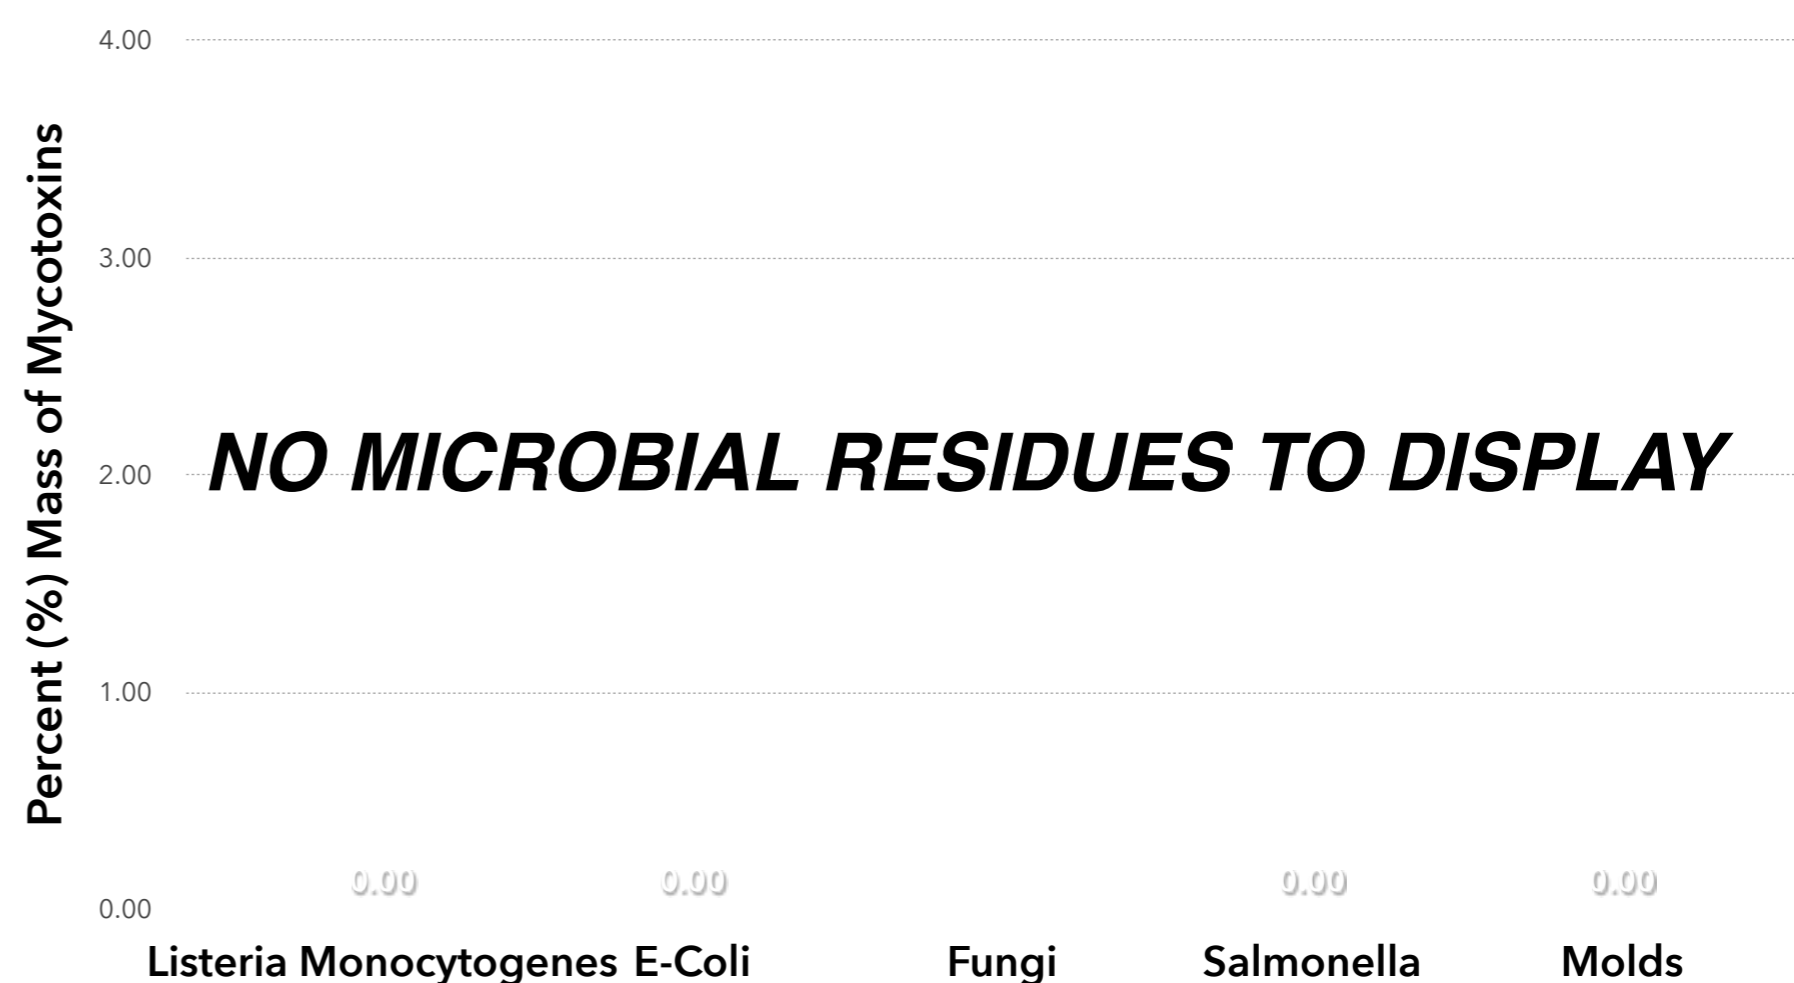 Percent (%) Mass of Mycotoxins
4.00
3.00
2.00
NO MICROBIAL RESIDUES TO DISPLAY
1.00
0.00
0.00 0.00 0.00 0.00
Listeria Monocytogenes E-Coli Fungi Salmonella Molds